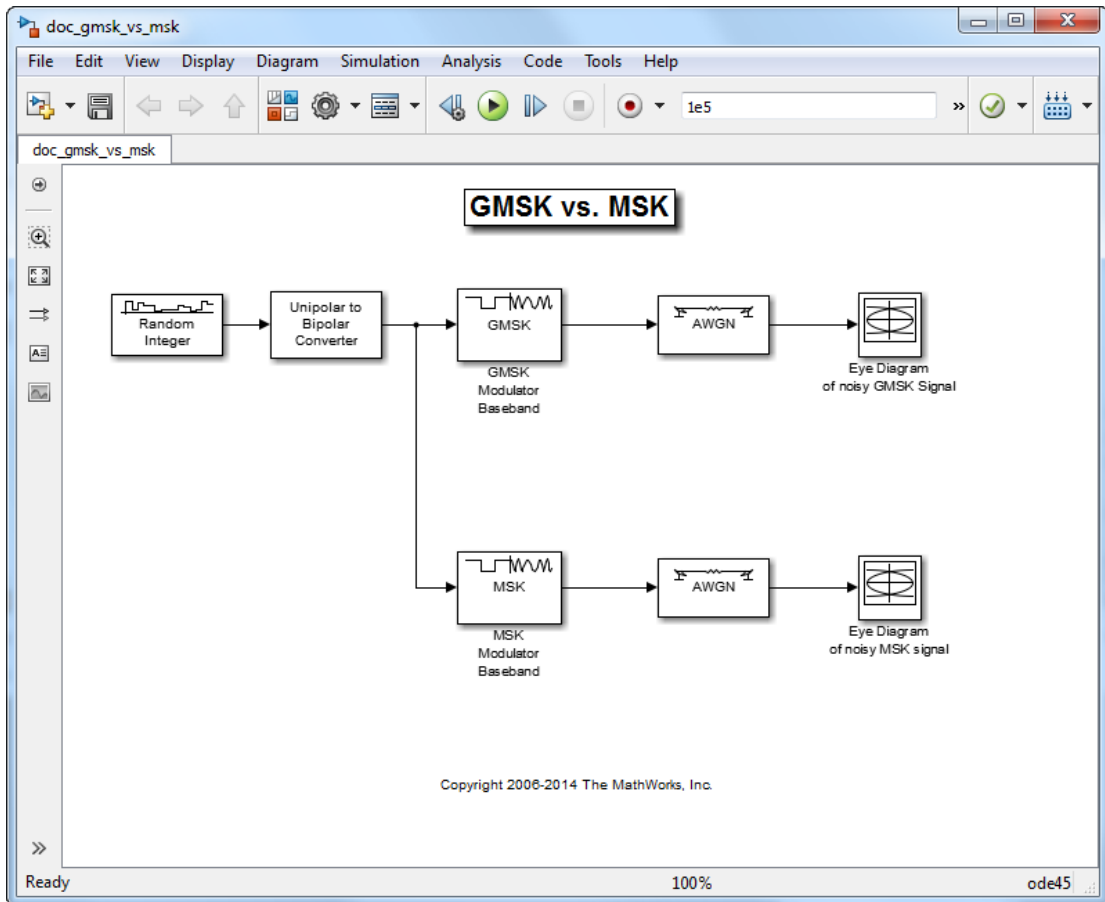 doc_gmsk_vs_msk
File Edit View Display Diagram Simulation Analysis Code Tools Help
1e5
doc_gmsk_vs_msk
GMSK vs. MSK
Random
Integer
Unipolar to
Bipolar
Converter
GMSK
GMSK
Modulator
Baseband
AWGN
Eye Diagram
of noisy GMSK Signal
MSK
MSK
Modulator
Baseband
AWGN
Eye Diagram
of noisy MSK signal
Copyright 2006-2014 The MathWorks, Inc.
Ready 100% ode45